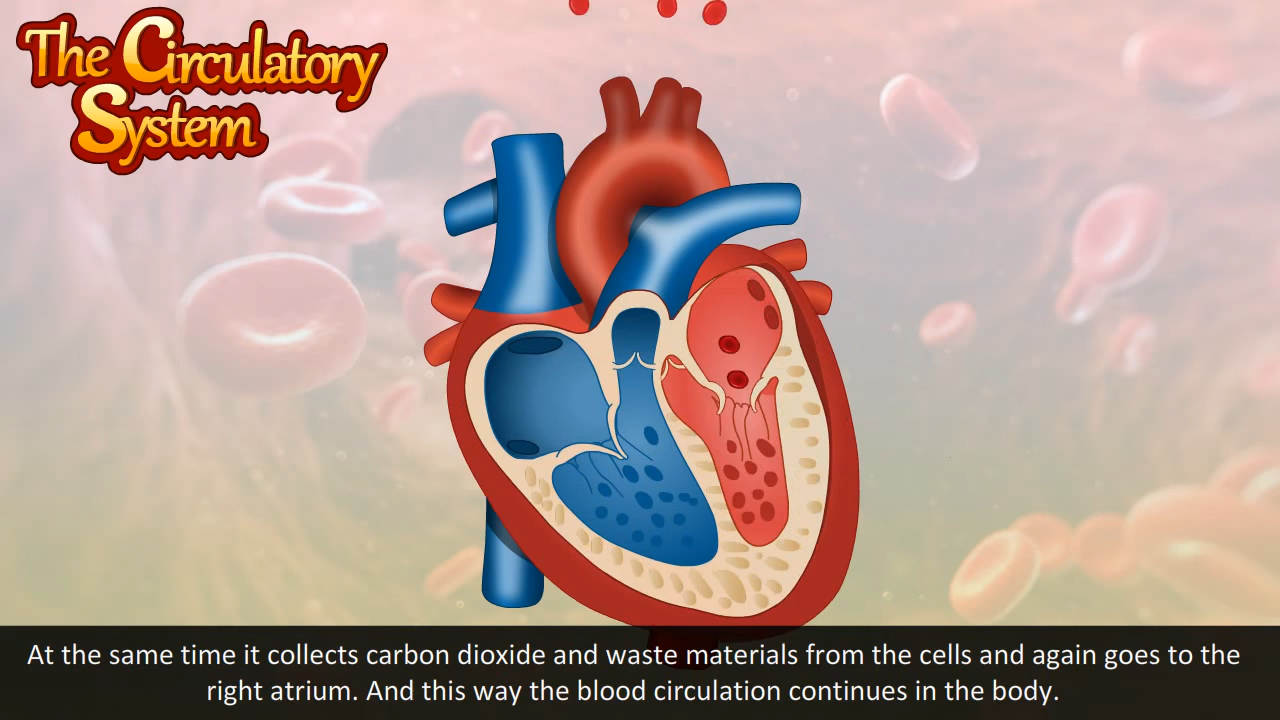 The Circulatory
System
At the same time it collects carbon dioxide and waste materials from the cells and again goes to the
right atrium. And this way the blood circulation continues in the body.